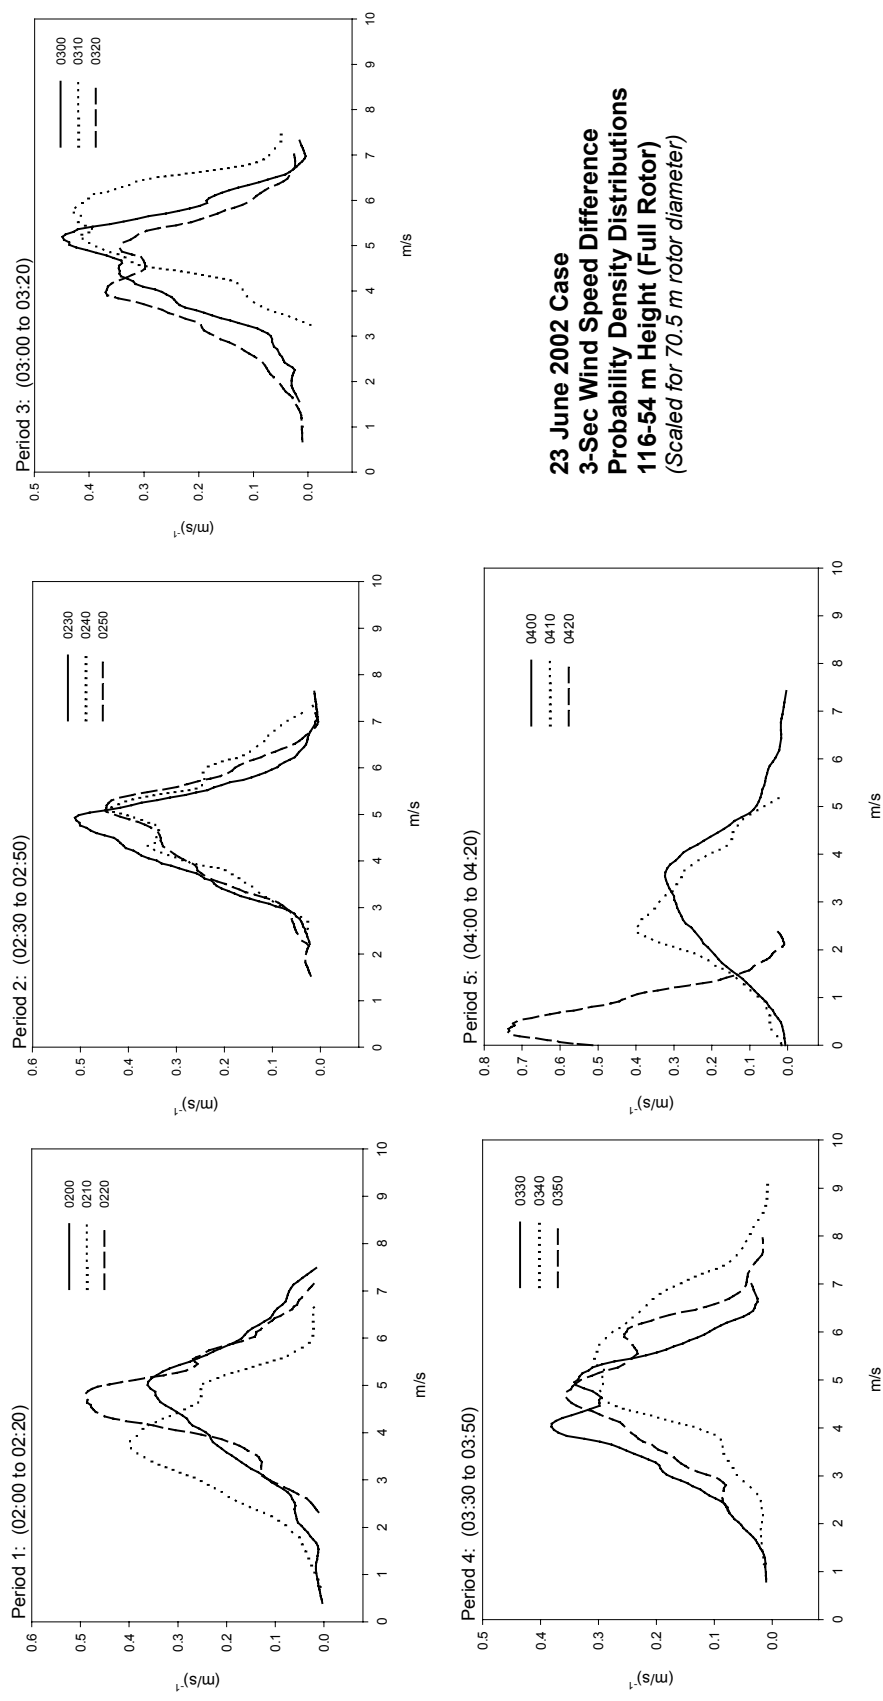 Period 1: (02:00 to 02:20)
0.6
0.5
0.4
0.3
0.2
0.1
0.0
(m/s)⁻¹
0200
0210
0220
0 1 2 3 4 5 6 7 8 9 10
m/s
Period 2: (02:30 to 02:50)
0.6
0.5
0.4
0.3
0.2
0.1
0.0
(m/s)⁻¹
0230
0240
0250
0 1 2 3 4 5 6 7 8 9 10
m/s
Period 3: (03:00 to 03:20)
0.5
0.4
0.3
0.2
0.1
0.0
(m/s)⁻¹
0300
0310
0320
0 1 2 3 4 5 6 7 8 9 10
m/s
Period 4: (03:30 to 03:50)
0.5
0.4
0.3
0.2
0.1
0.0
(m/s)⁻¹
0330
0340
0350
0 1 2 3 4 5 6 7 8 9 10
m/s
Period 5: (04:00 to 04:20)
0.8
0.7
0.6
0.5
0.4
0.3
0.2
0.1
0.0
(m/s)⁻¹
0400
0410
0420
0 1 2 3 4 5 6 7 8 9 10
m/s
23 June 2002 Case
3-Sec Wind Speed Difference
Probability Density Distributions
116-54 m Height (Full Rotor)
(Scaled for 70.5 m rotor diameter)